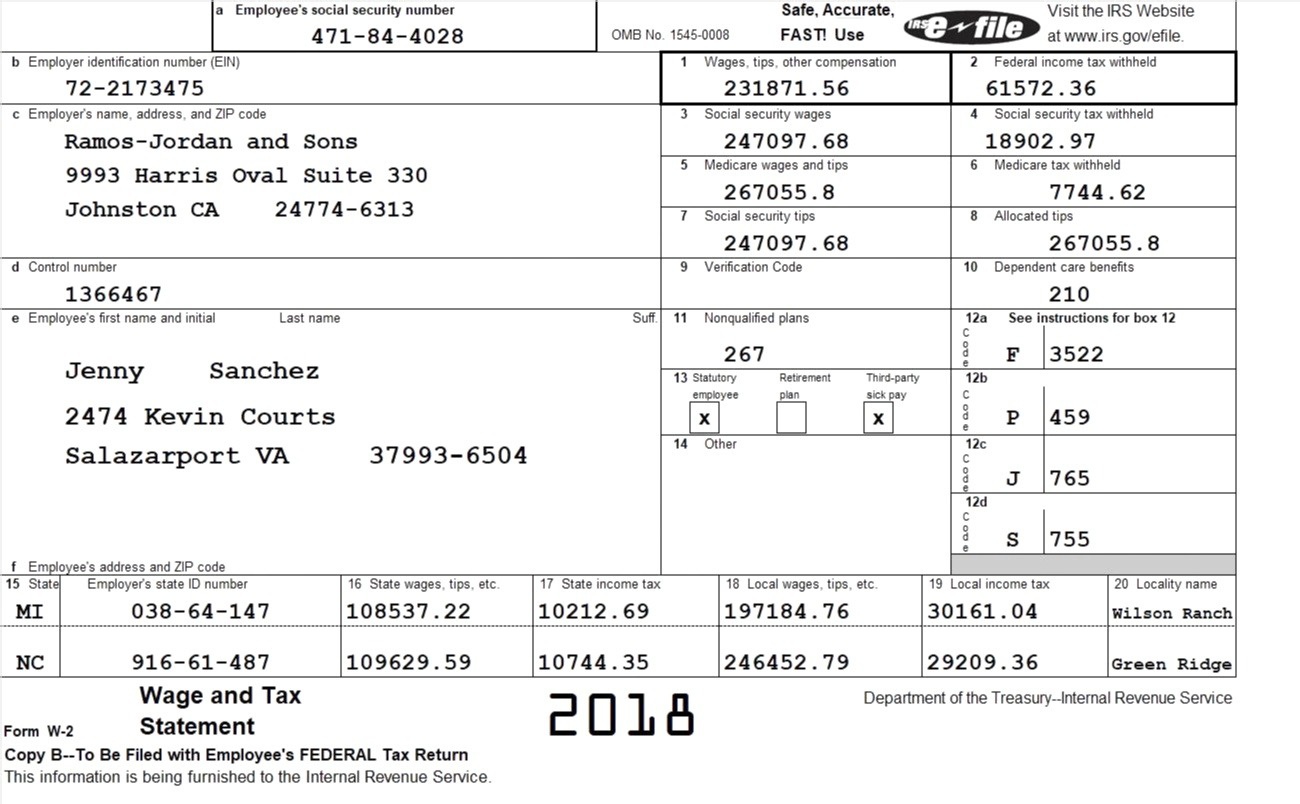 a Employee's social security number
471-84-4028
OMB No. 1545-0008
Safe, Accurate,
FAST! Use
IRS e-file
Visit the IRS Website
at www.irs.gov/efile.
b Employer identification number (EIN)
72-2173475
1 Wages, tips, other compensation
231871.56
2 Federal income tax withheld
61572.36
c Employer's name, address, and ZIP code
Ramos-Jordan and Sons
9993 Harris Oval Suite 330
Johnston CA 24774-6313
3 Social security wages
247097.68
4 Social security tax withheld
18902.97
5 Medicare wages and tips
267055.8
6 Medicare tax withheld
7744.62
7 Social security tips
247097.68
8 Allocated tips
267055.8
d Control number
1366467
9 Verification Code
10 Dependent care benefits
210
e Employee's first name and initial Last name Suff.
Jenny Sanchez
2474 Kevin Courts
Salazarport VA 37993-6504
11 Nonqualified plans
267
12a See instructions for box 12
Code F 3522
13 Statutory employee Retirement plan Third-party sick pay
X X
12b
Code P 459
14 Other
12c
Code J 765
12d
Code S 755
f Employee's address and ZIP code
15 State Employer's state ID number 16 State wages, tips, etc. 17 State income tax 18 Local wages, tips, etc. 19 Local income tax 20 Locality name
MI 038-64-147 108537.22 10212.69 197184.76 30161.04 Wilson Ranch
NC 916-61-487 109629.59 10744.35 246452.79 29209.36 Green Ridge
Form W-2
Wage and Tax
Statement
2018
Department of the Treasury--Internal Revenue Service
Copy B--To Be Filed with Employee's FEDERAL Tax Return
This information is being furnished to the Internal Revenue Service.